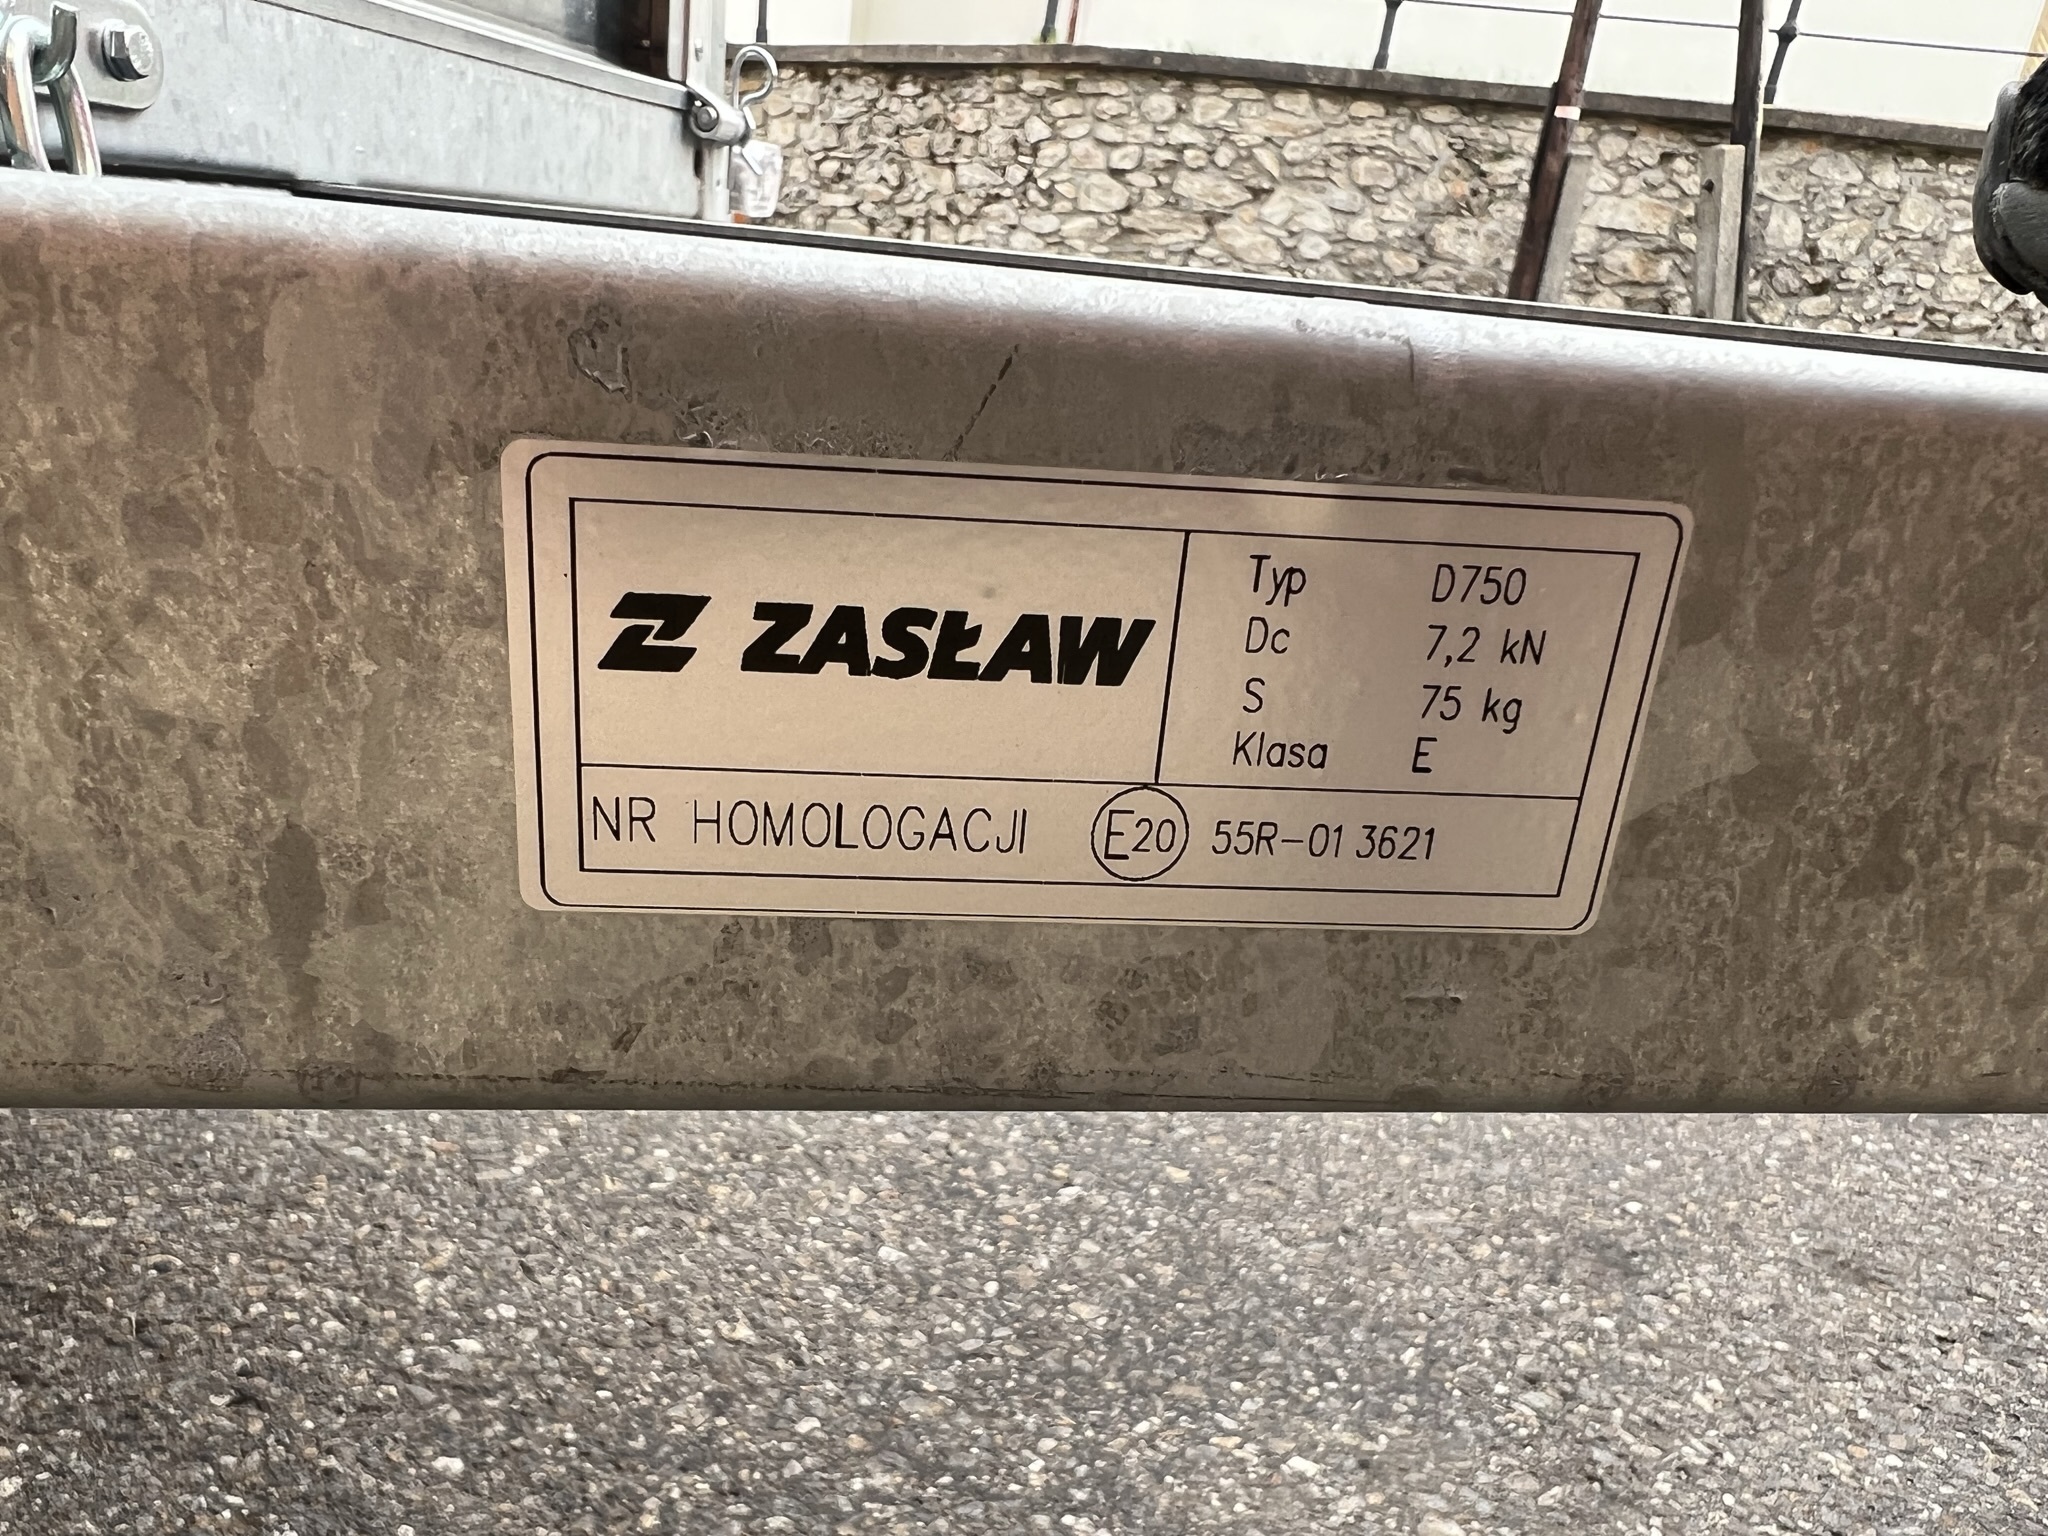 ZASŁAW
Typ D750
Dc 7,2 kN
S 75 kg
Klasa E
NR HOMOLOGACJI E20 55R-01 3621